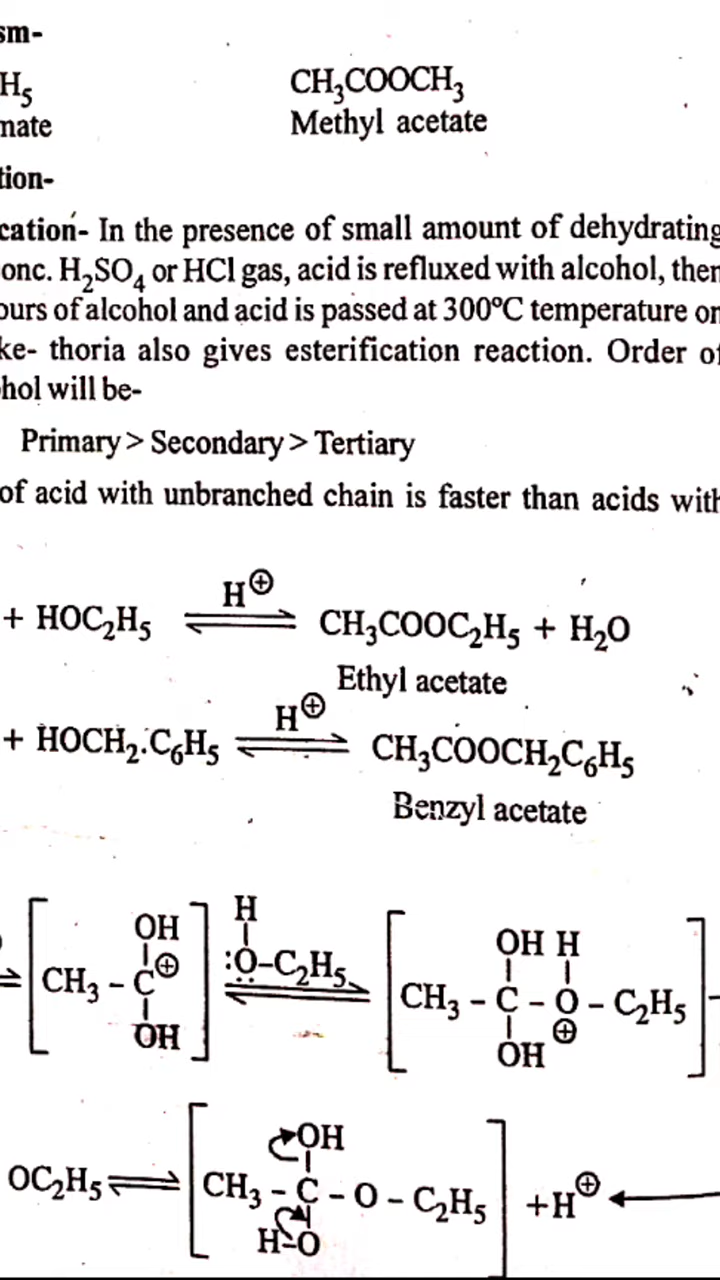 sm-
H₅ CH₃COOCH₃
nate Methyl acetate
tion-
cation- In the presence of small amount of dehydrating
onc. H₂SO₄ or HCl gas, acid is refluxed with alcohol, then
ours of alcohol and acid is passed at 300°C temperature on
ke- thoria also gives esterification reaction. Order of
hol will be-
Primary > Secondary > Tertiary
of acid with unbranched chain is faster than acids with
+ HOC₂H₅ ⇌ CH₃COOC₂H₅ + H₂O
H⊕
Ethyl acetate
H⊕
+ HOCH₂.C₆H₅ ⇌ CH₃COOCH₂C₆H₅
Benzyl acetate
OH H OH H
⇌ [CH₃ – C⊕ :Ö–C₂H₅ ⇌ [CH₃ – C – O – C₂H₅]
OH] OH ⊕
OH
OC₂H₅ ⇌ [CH₃ – C – O – C₂H₅] + H⊕ ←
H–O